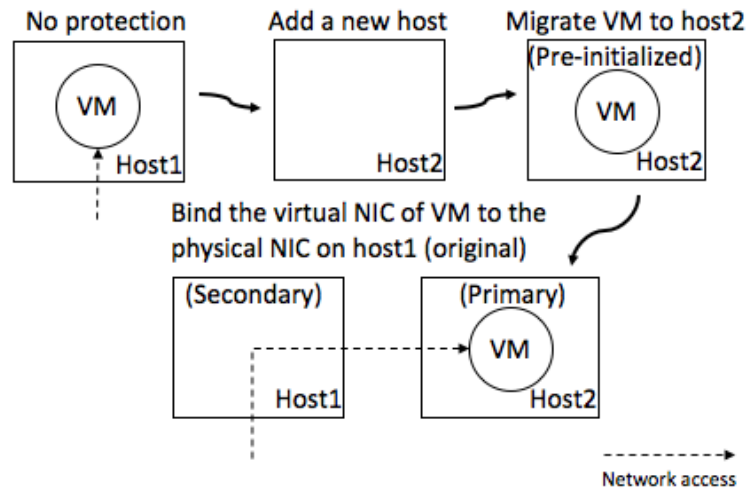 No protection
Add a new host
Migrate VM to host2
(Pre-initialized)
VM
VM
Host1
Host2
Host2
Bind the virtual NIC of VM to the
physical NIC on host1 (original)
(Secondary)
(Primary)
VM
Host1
Host2
Network access